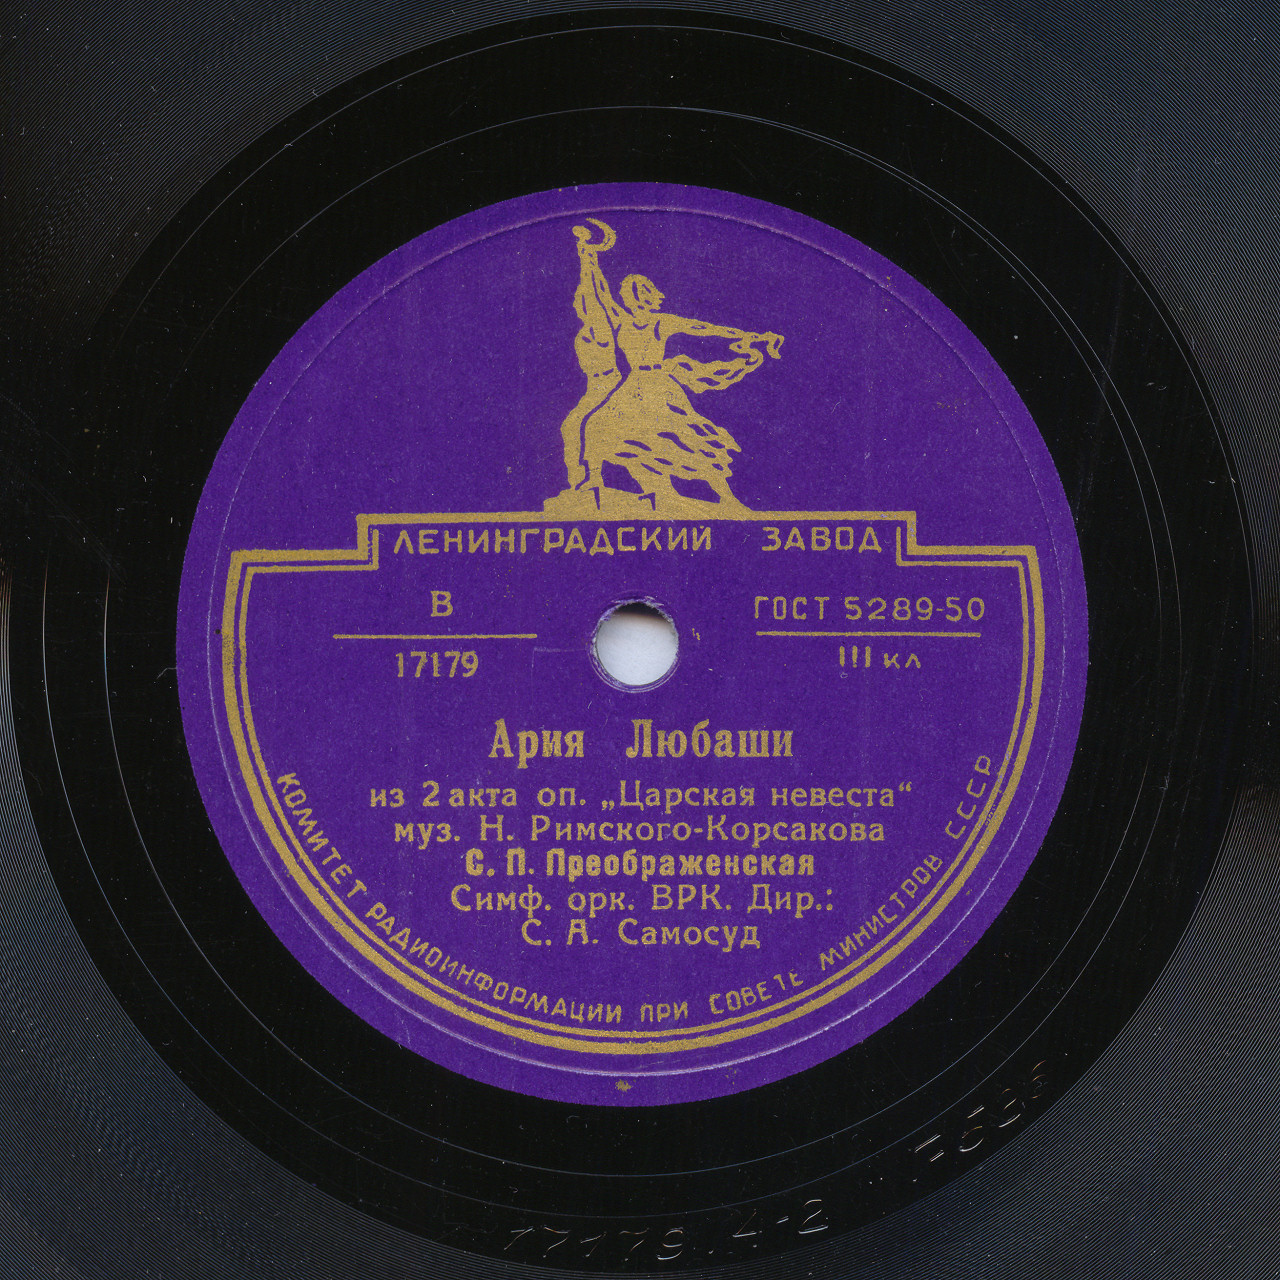 ЛЕНИНГРАДСКИЙ ЗАВОД
В
17179
ГОСТ 5289-50
III кл
Ария Любаши
из 2 акта оп. „Царская невеста“
муз. Н. Римского-Корсакова
С. П. Преображенская
Симф. орк. ВРК. Дир.:
С. А. Самосуд
КОМИТЕТ РАДИОИНФОРМАЦИИ ПРИ СОВЕТЕ МИНИСТРОВ СССР
17179 4-2